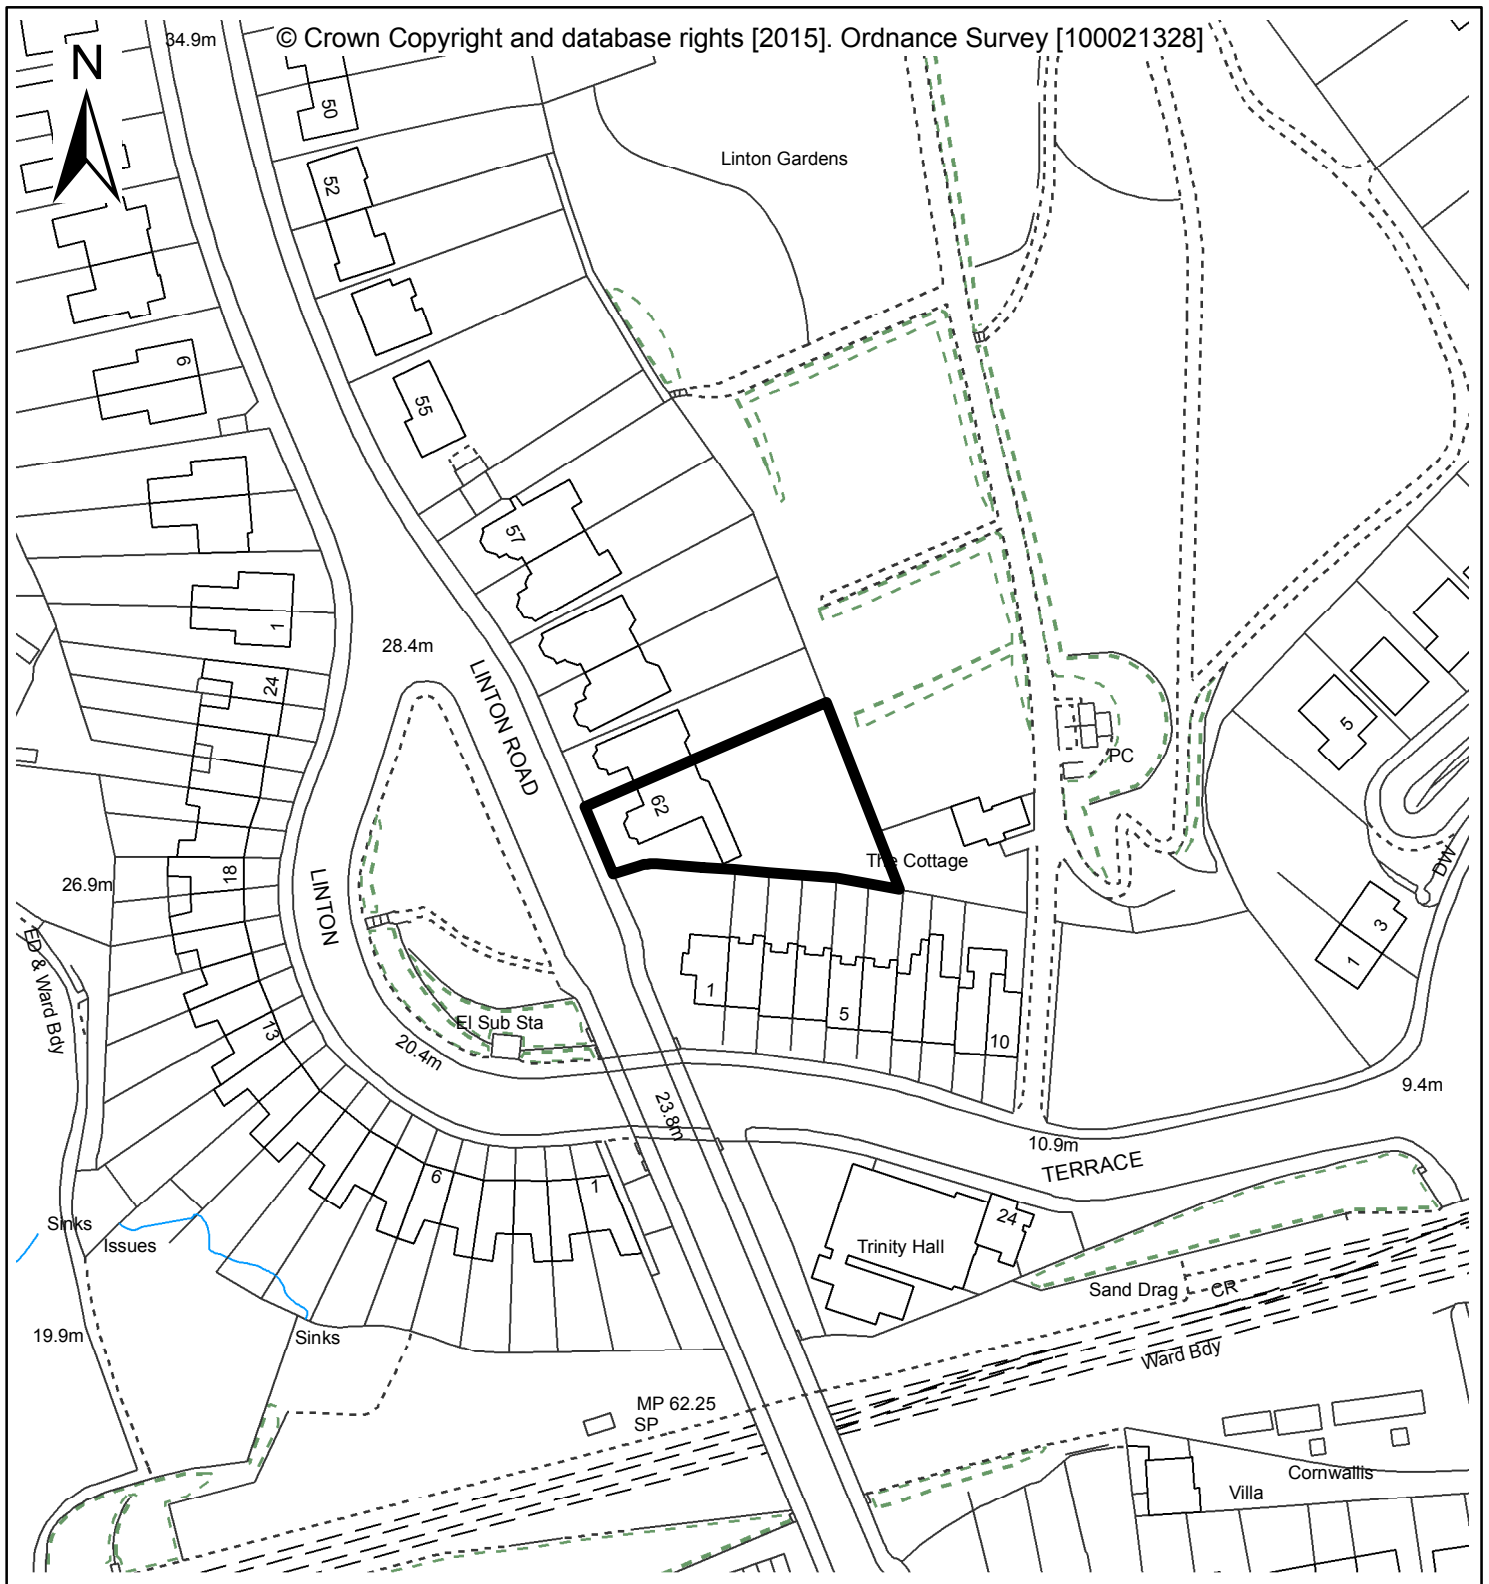 © Crown Copyright and database rights [2015]. Ordnance Survey [100021328]
34.9m
N
50
Linton Gardens
52
9
55
57
1
28.4m
24
LINTON ROAD
5
PC
62
The Cottage
DW
18
26.9m
LINTON
3
1
ED & Ward Bdy
1
5
El Sub Sta
13
10
20.4m
9.4m
23.8m
10.9m
TERRACE
6
1
24
Sinks
Issues
Trinity Hall
Sand Drag
CR
19.9m
Sinks
Ward Bdy
MP 62.25
SP
Cornwallis
Villa